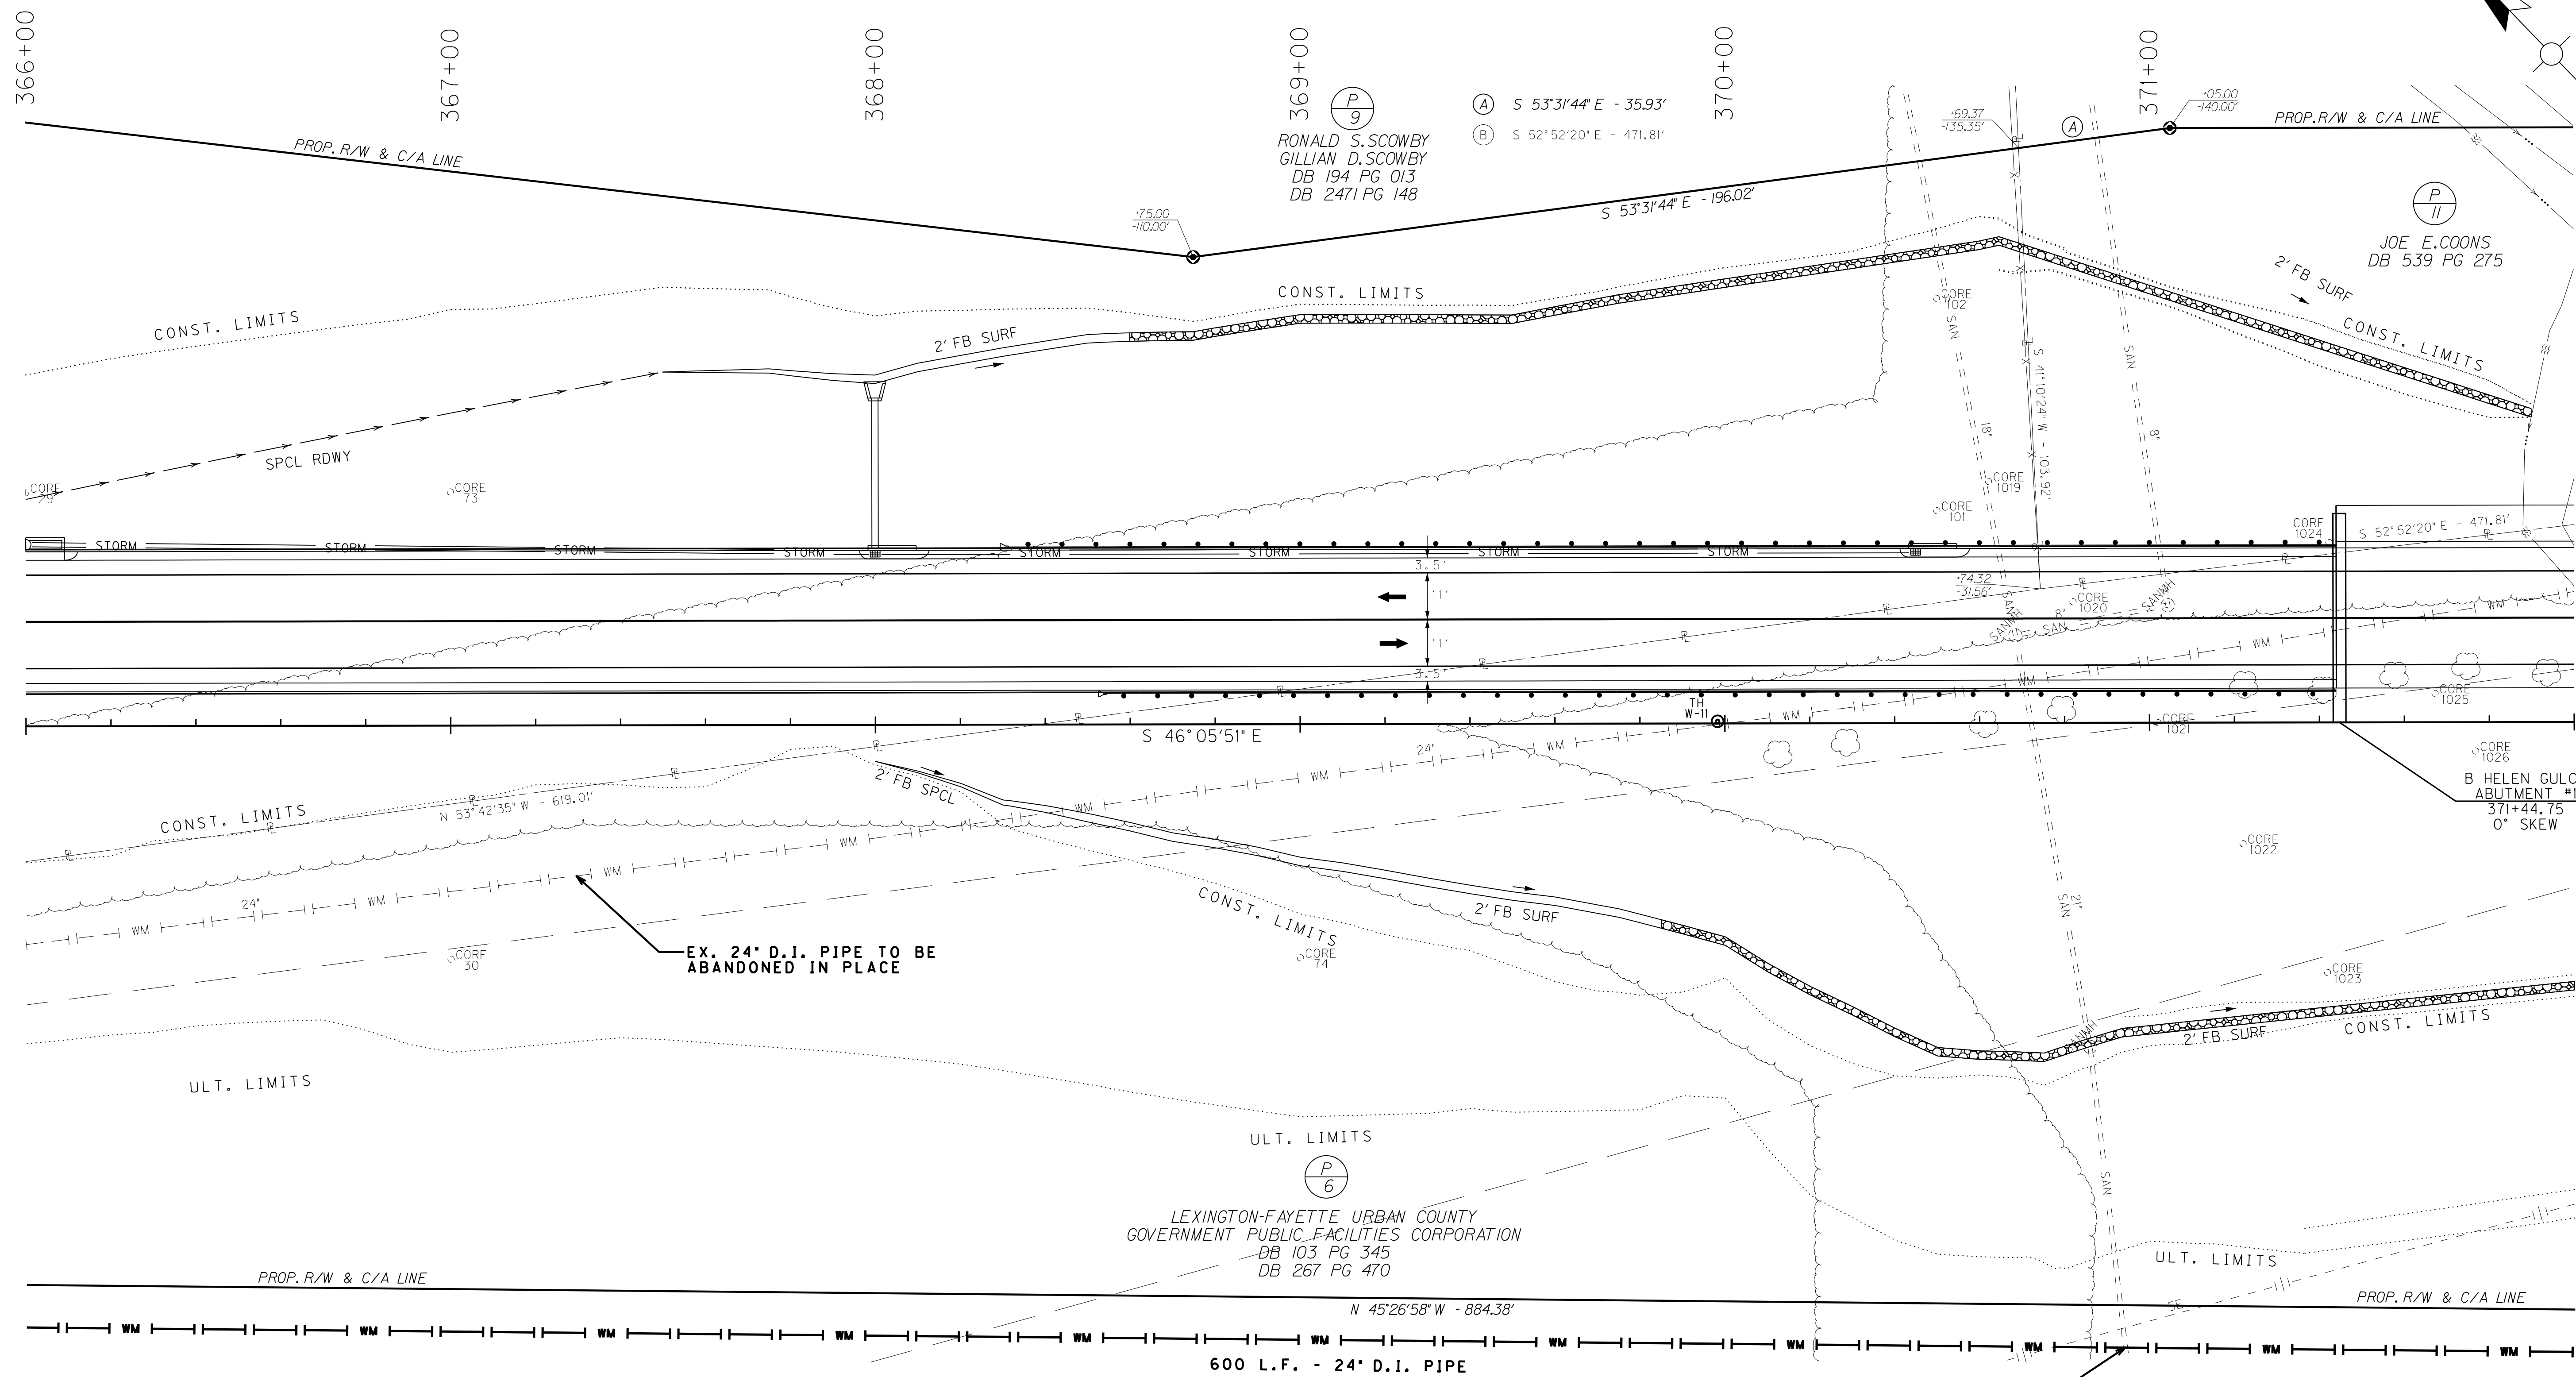 366+00
367+00
368+00
369+00
370+00
371+00
P
9
RONALD S.SCOWBY
GILLIAN D.SCOWBY
DB 194 PG 013
DB 2471 PG 148
A S 53°31'44" E - 35.93'
B S 52°52'20" E - 471.81'
+69.37
-135.35'
A
+05.00
-140.00'
PROP. R/W & C/A LINE
PROP. R/W & C/A LINE
+75.00
-110.00'
S 53°31'44" E - 196.02'
P
11
JOE E.COONS
DB 539 PG 275
2' FB SURF
CONST. LIMITS
CONST. LIMITS
CONST. LIMITS
2' FB SURF
CORE
102
SAN
SAN
S 41°10'24" W - 103.92'
18"
8"
SPCL RDWY
CORE
29
CORE
73
CORE
1019
CORE
101
CORE
1024
S 52°52'20" E - 471.81'
STORM
STORM
STORM
STORM
STORM
STORM
STORM
STORM
3.5'
11'
11'
3.5'
+74.32
-31.56'
CORE
1020
SAN
SANMH
8"
SAN
SANMH
WM
WM
WM
WM
WM
TH
W-11
CORE
1025
CORE
1021
CORE
1026
S 46°05'51" E
24"
WM
WM
WM
WM
WM
WM
WM
24"
B HELEN GULC
ABUTMENT #1
371+44.75
0° SKEW
2' FB SPCL
CONST. LIMITS
N 53°42'35" W - 619.01'
CORE
1022
CONST. LIMITS
2' FB SURF
21"
SAN
EX. 24" D.I. PIPE TO BE
ABANDONED IN PLACE
CORE
30
CORE
74
CORE
1023
SANMH
2' FB SURF
CONST. LIMITS
ULT. LIMITS
ULT. LIMITS
SAN
P
6
LEXINGTON-FAYETTE URBAN COUNTY
GOVERNMENT PUBLIC FACILITIES CORPORATION
DB 103 PG 345
DB 267 PG 470
ULT. LIMITS
PROP. R/W & C/A LINE
N 45°26'58" W - 884.38'
SE
PROP. R/W & C/A LINE
WM
WM
WM
WM
WM
WM
WM
WM
WM
WM
WM
600 L.F. - 24" D.I. PIPE